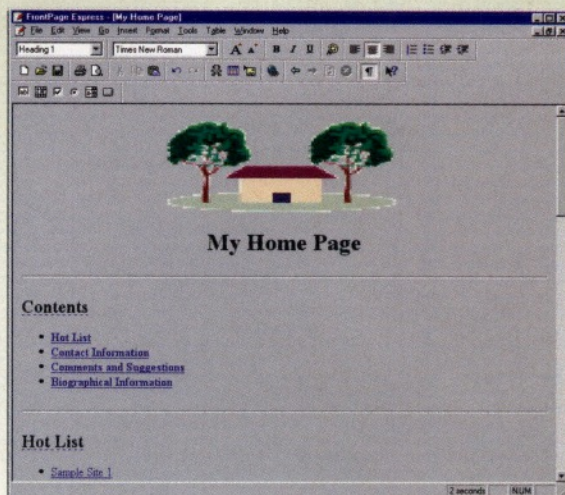 FrontPage Express - [My Home Page]
File Edit View Go Insert Format Tools Table Window Help
Heading 1 Times New Roman A A B I U
My Home Page
Contents
• Hot List
• Contact Information
• Comments and Suggestions
• Biographical Information
Hot List
• Sample Site 1
2 seconds NUM